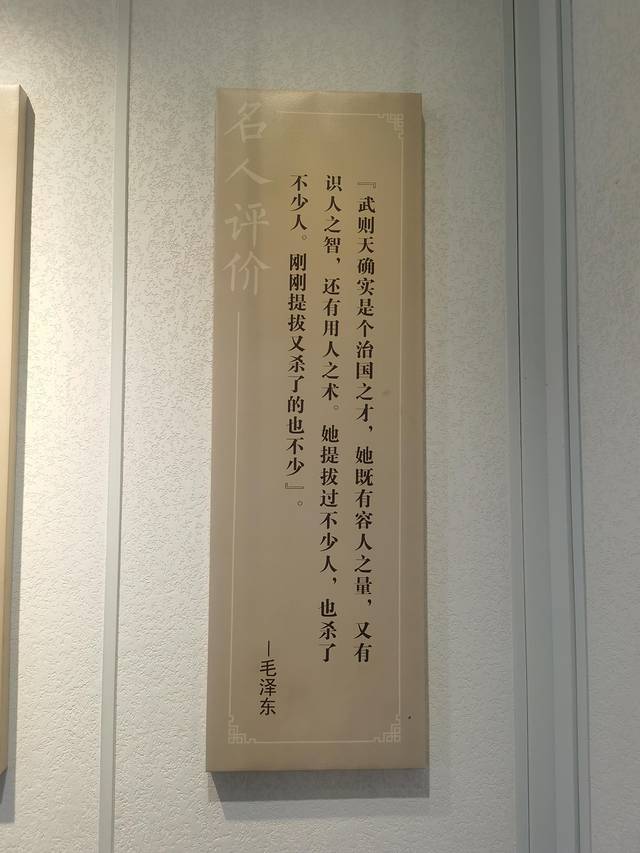 名人评价
『武则天确实是个治国之才，她既有容人之量，又有
识人之智，还有用人之术。她提拔过不少人，也杀了
不少人。刚刚提拔又杀了的也不少』。
—毛泽东